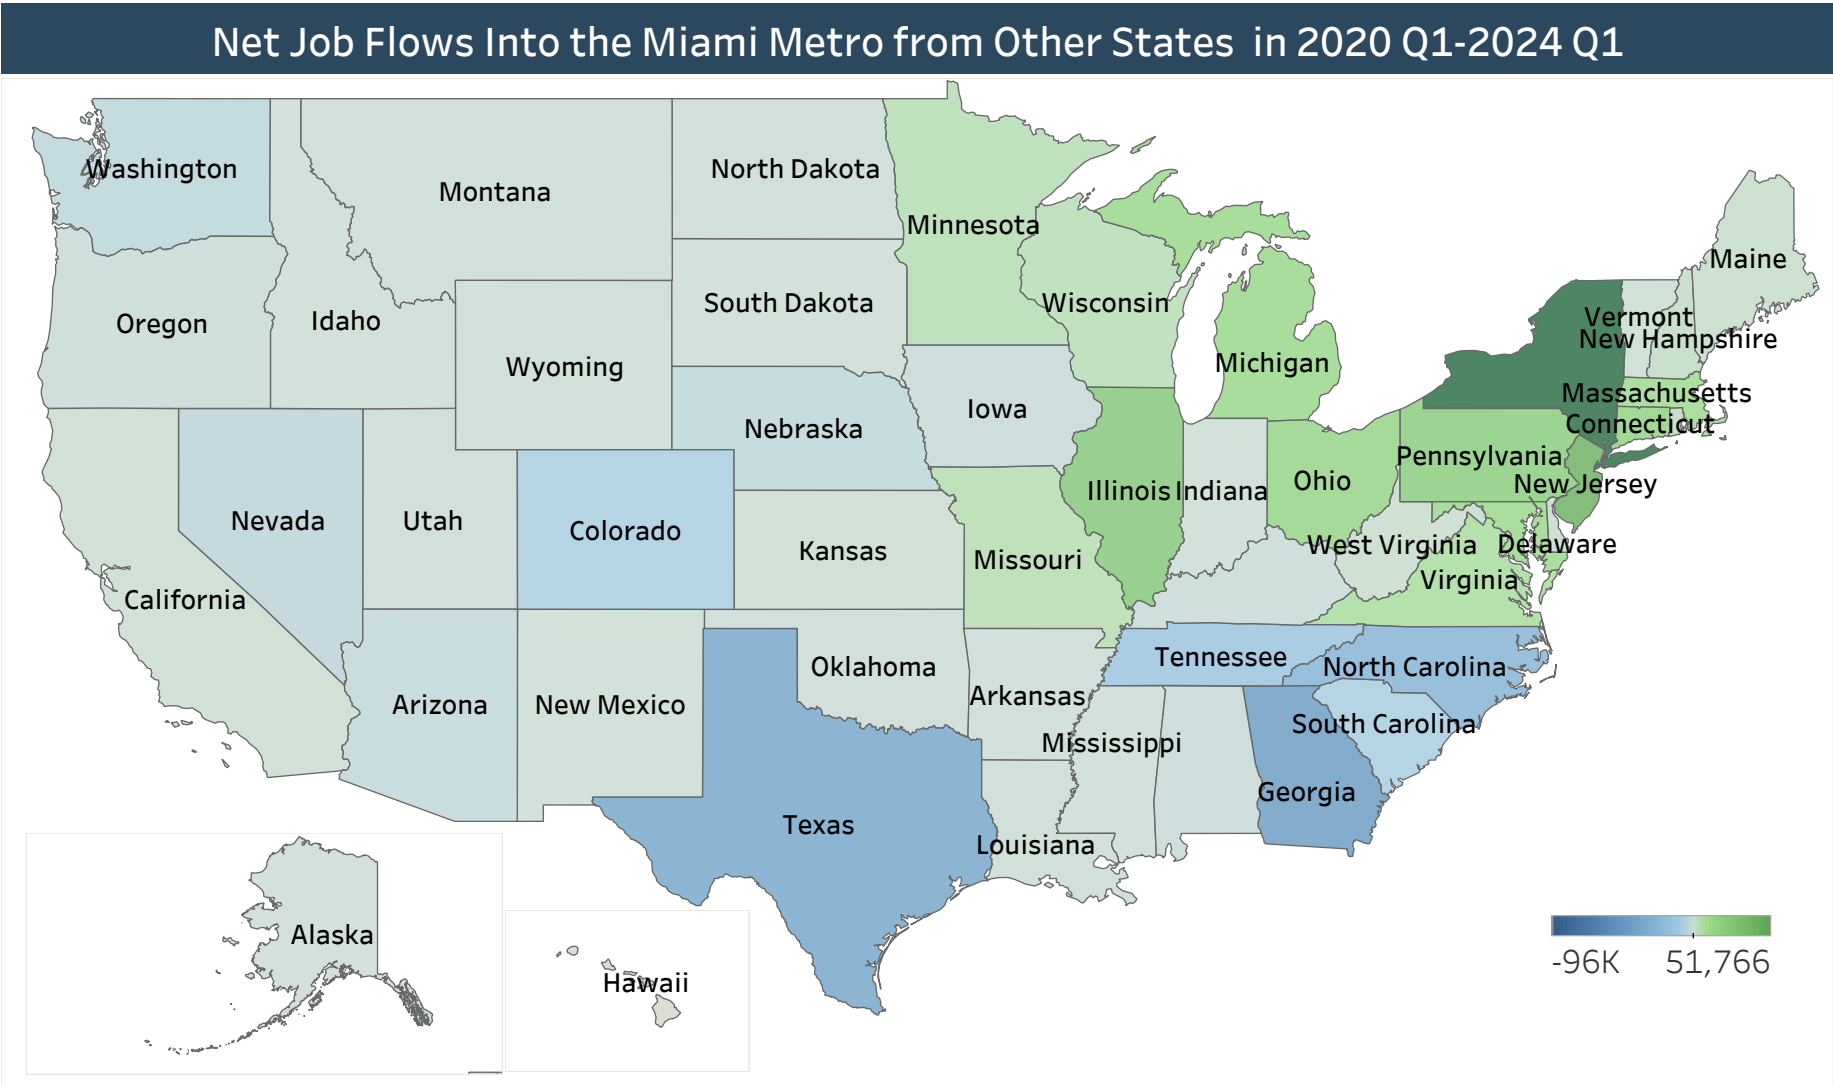 Net Job Flows Into the Miami Metro from Other States in 2020 Q1-2024 Q1
Washington
Montana
North Dakota
Minnesota
Maine
Oregon
Idaho
South Dakota
Wisconsin
Vermont
New Hampshire
Wyoming
Michigan
Massachusetts
Iowa
Connecticut
Nebraska
Pennsylvania
New Jersey
Nevada
Utah
Colorado
Kansas
Illinois
Indiana
Ohio
West Virginia
Delaware
Missouri
Virginia
California
Tennessee
North Carolina
Oklahoma
Arizona
New Mexico
Arkansas
South Carolina
Mississippi
Georgia
Texas
Louisiana
Alaska
Hawaii
-96K
51,766